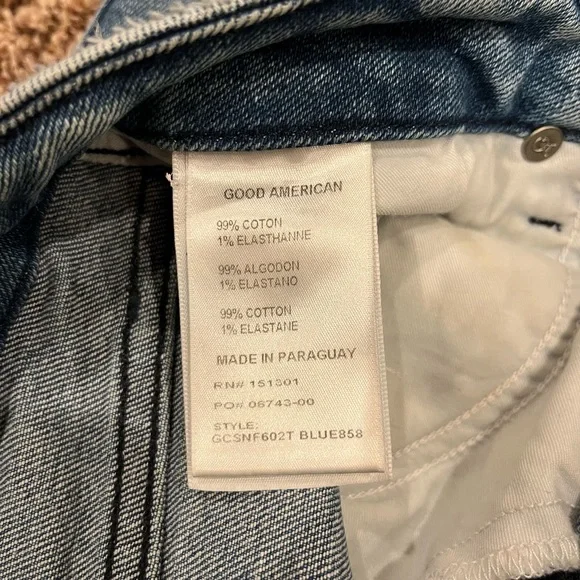 GOOD AMERICAN
99% COTON
1% ELASTHANNE
99% ALGODON
1% ELASTANO
99% COTTON
1% ELASTANE
MADE IN PARAGUAY
RN# 151301
PO# 06743-00
STYLE:
GCSNF602T BLUE858